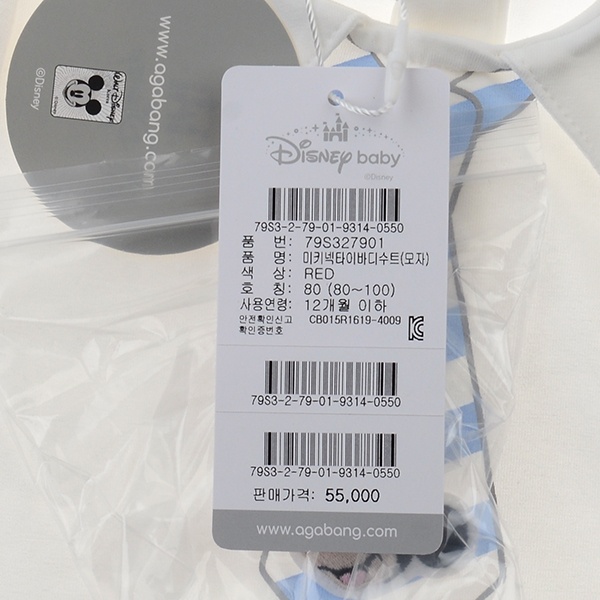 www.agabang.com
©Disney
WALT DISNEY
Disney baby
©Disney
79S3-2-79-01-9314-0550
품 번: 79S327901
품 명: 미키넥타이바디수트(모자)
색 상: RED
호 칭: 80 (80~100)
사용연령: 12개월 이하
안전확인신고 CB015R1619-4009
확인증번호
79S3-2-79-01-9314-0550
79S3-2-79-01-9314-0550
판매가격: 55,000
www.agabang.com